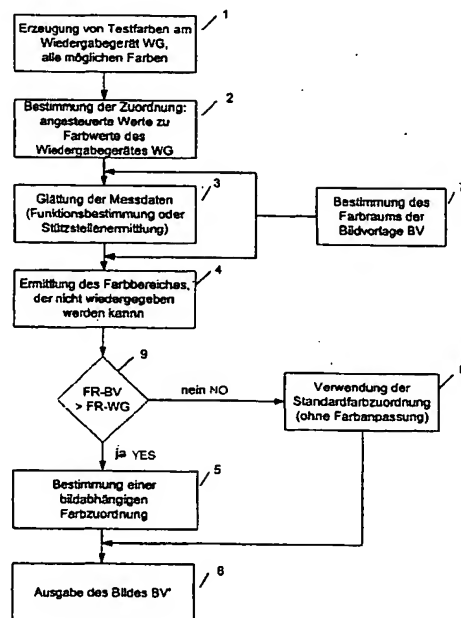 1
Erzeugung von Testfarben am
Wiedergabegerät WG,
alle möglichen Farben
2
Bestimmung der Zuordnung:
angesteuerte Werte zu
Farbwerte des
Wiedergabegerätes WG
3
Glättung der Messdaten
(Funktionsbestimmung oder
Stützstellenermittlung)
7
Bestimmung des
Farbraums der
Bildvorlage BV
4
Ermittlung des Farbbereiches,
der nicht wiedergegeben
werden kannn
9
FR-BV
> FR-WG
nein NO
Verwendung der
Standardfarbzuordnung
(ohne Farbanpassung)
ja YES
5
Bestimmung einer
bildabhängigen
Farbzuordnung
Ausgabe des Bildes BV'